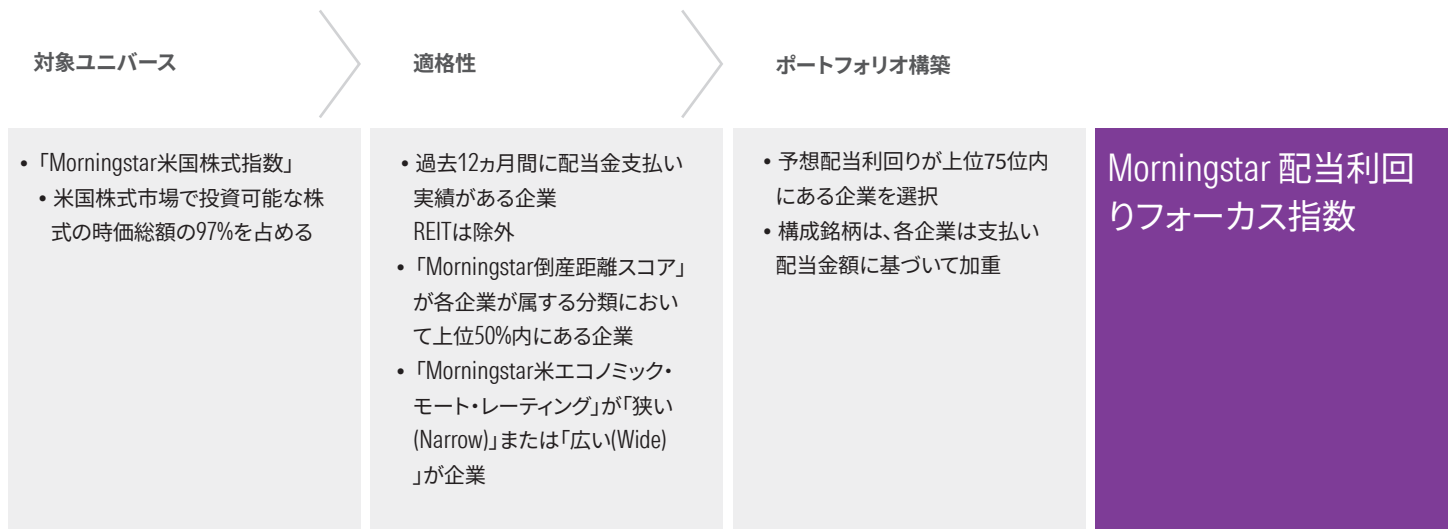 対象ユニバース
適格性
ポートフォリオ構築
•「Morningstar米国株式指数」
• 米国株式市場で投資可能な株
式の時価総額の97%を占める
• 過去12ヵ月間に配当金支払い
実績がある企業
REITは除外
•「Morningstar倒産距離スコア」
が各企業が属する分類におい
て上位50%内にある企業
•「Morningstar米エコノミック・
モート・レーティング」が「狭い
(Narrow)」または「広い(Wide)
」が企業
• 予想配当利回りが上位75位内
にある企業を選択
• 構成銘柄は、各企業は支払い
配当金額に基づいて加重
Morningstar 配当利回
りフォーカス指数